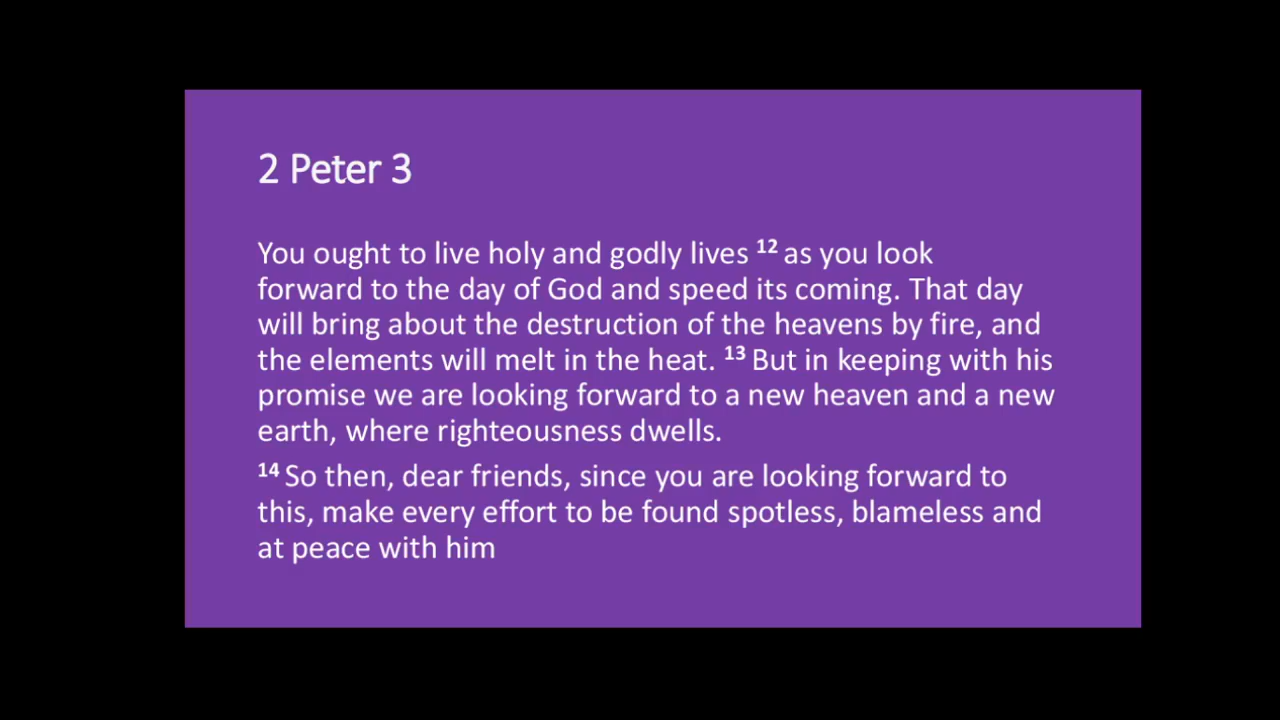 2 Peter 3
You ought to live holy and godly lives 12 as you look
forward to the day of God and speed its coming. That day
will bring about the destruction of the heavens by fire, and
the elements will melt in the heat. 13 But in keeping with his
promise we are looking forward to a new heaven and a new
earth, where righteousness dwells.
14 So then, dear friends, since you are looking forward to
this, make every effort to be found spotless, blameless and
at peace with him